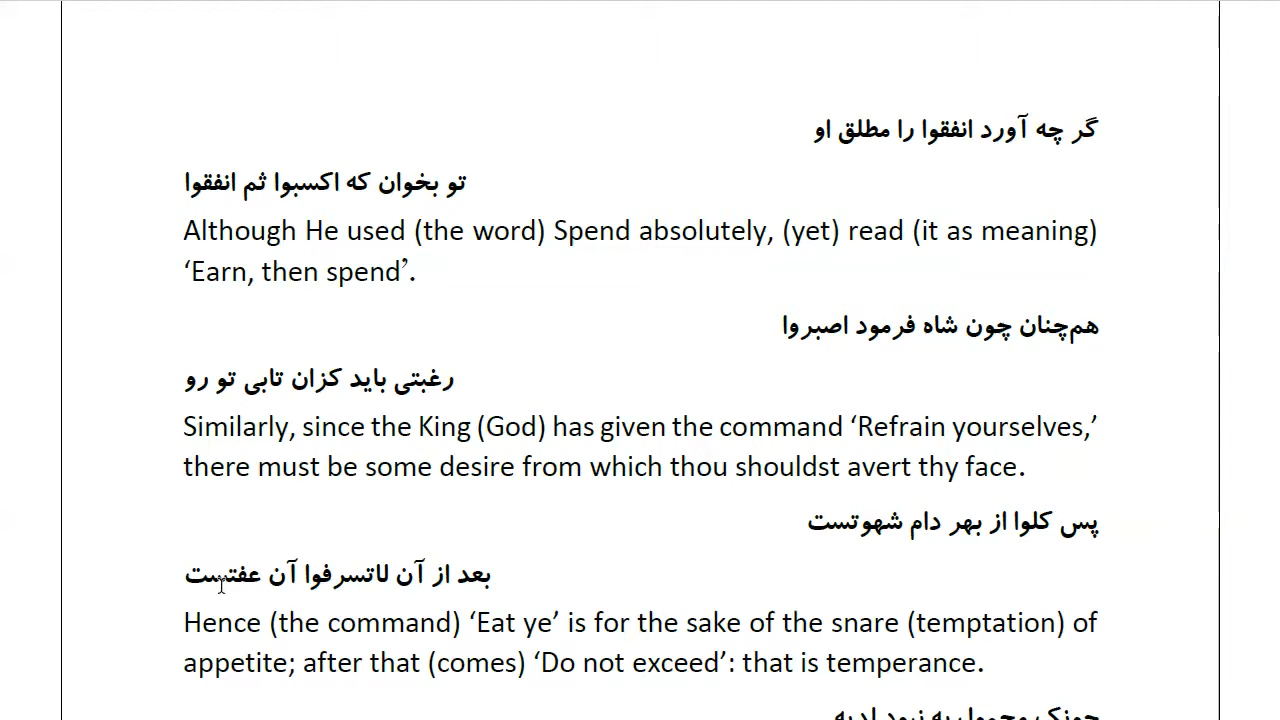 گر چه آورد انفقوا را مطلق او
تو بخوان که اکسبوا ثم انفقوا
Although He used (the word) Spend absolutely, (yet) read (it as meaning)
‘Earn, then spend’.
هم‌چنان چون شاه فرمود اصبروا
رغبتی باید کزان تابی تو رو
Similarly, since the King (God) has given the command ‘Refrain yourselves,’
there must be some desire from which thou shouldst avert thy face.
پس کلوا از بهر دام شهوتست
بعد از آن لاتسرفوا آن عفتست
Hence (the command) ‘Eat ye’ is for the sake of the snare (temptation) of
appetite; after that (comes) ‘Do not exceed’: that is temperance.